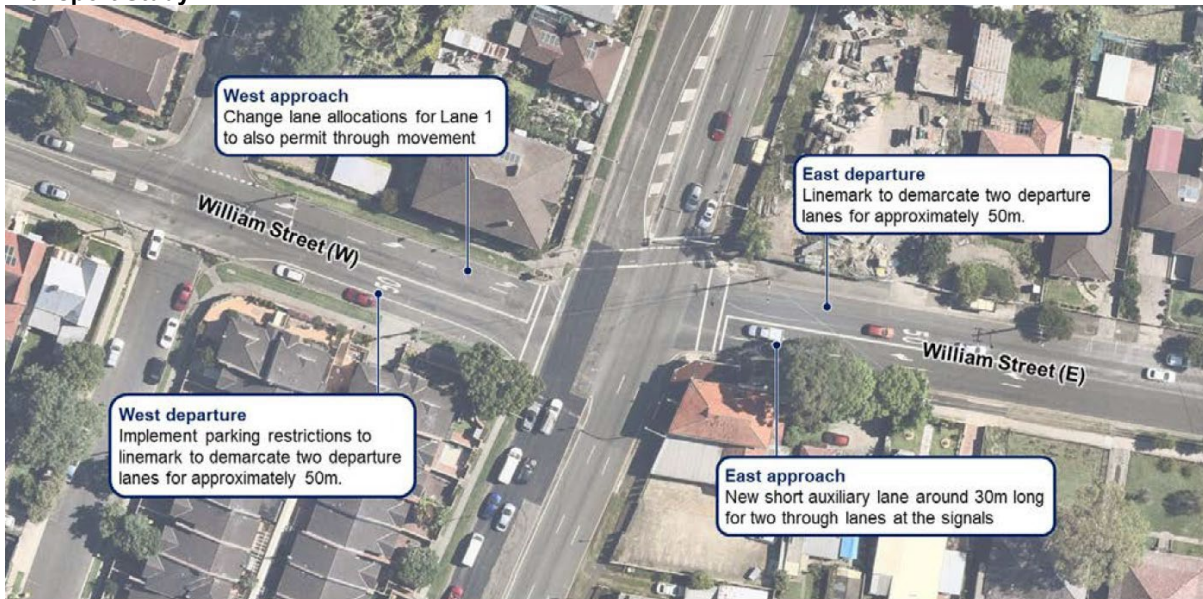 West approach
Change lane allocations for Lane 1
to also permit through movement
East departure
Linemark to demarcate two departure
lanes for approximately 50m.
William Street (W)
William Street (E)
West departure
Implement parking restrictions to
linemark to demarcate two departure
lanes for approximately 50m.
East approach
New short auxiliary lane around 30m long
for two through lanes at the signals